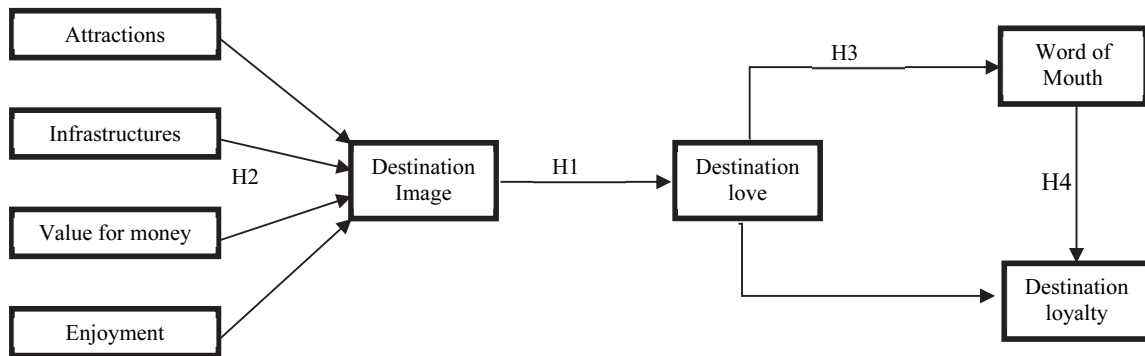 Attractions
Infrastructures
H2
Value for money
Enjoyment
Destination
Image
H1
Destination
love
H3
Word of
Mouth
H4
Destination
loyalty